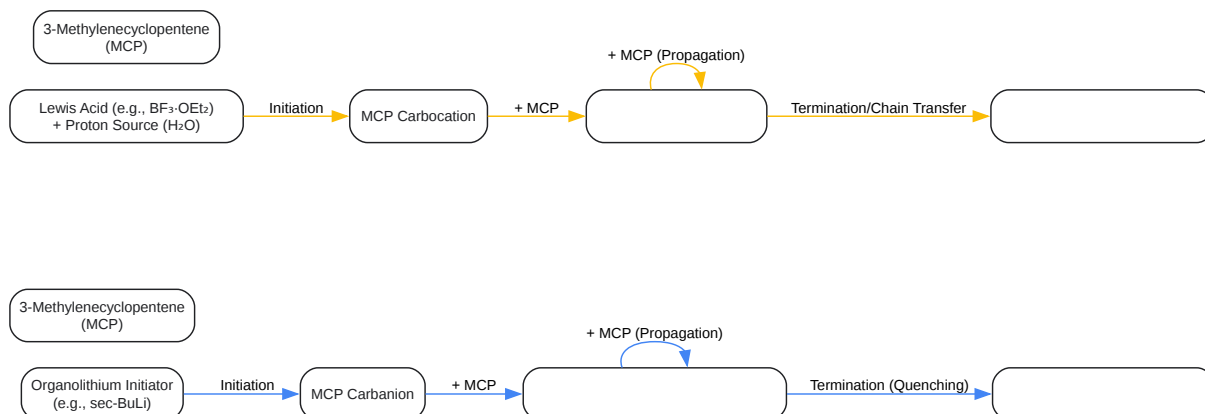 3-Methylenecyclopentene
(MCP)
+ MCP (Propagation)
Lewis Acid (e.g., BF₃·OEt₂)
+ Proton Source (H₂O)
Initiation
MCP Carbocation
+ MCP
Termination/Chain Transfer
3-Methylenecyclopentene
(MCP)
+ MCP (Propagation)
Organolithium Initiator
(e.g., sec-BuLi)
Initiation
MCP Carbanion
+ MCP
Termination (Quenching)